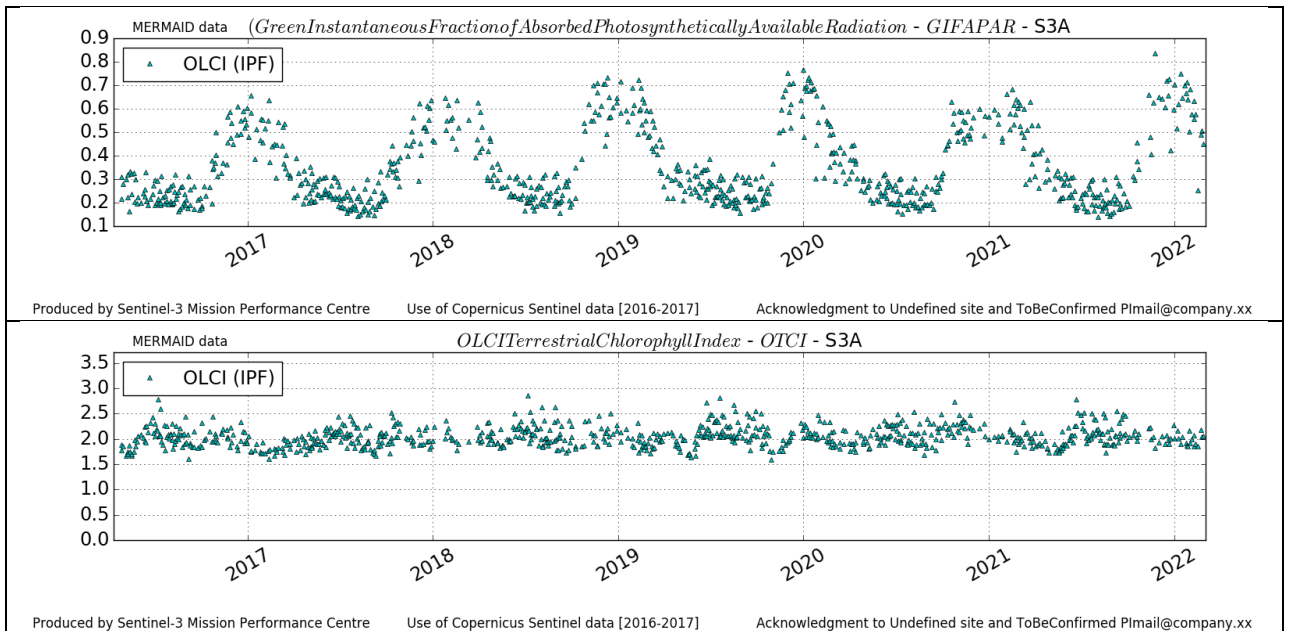 MERMAID data (GreenInstantaneousFractionofAbsorbedPhotosyntheticallyAvailableRadiation - GIFAPAR - S3A
0.9
OLCI (IPF)
0.8
0.7
0.6
0.5
0.4
0.3
0.2
0.1
2017 2018 2019 2020 2021 2022
Produced by Sentinel-3 Mission Performance Centre Use of Copernicus Sentinel data [2016-2017] Acknowledgment to Undefined site and ToBeConfirmed PImail@company.xx
MERMAID data OLCITerrestrialChlorophyllIndex - OTCI - S3A
3.5
OLCI (IPF)
3.0
2.5
2.0
1.5
1.0
0.5
0.0
2017 2018 2019 2020 2021 2022
Produced by Sentinel-3 Mission Performance Centre Use of Copernicus Sentinel data [2016-2017] Acknowledgment to Undefined site and ToBeConfirmed PImail@company.xx